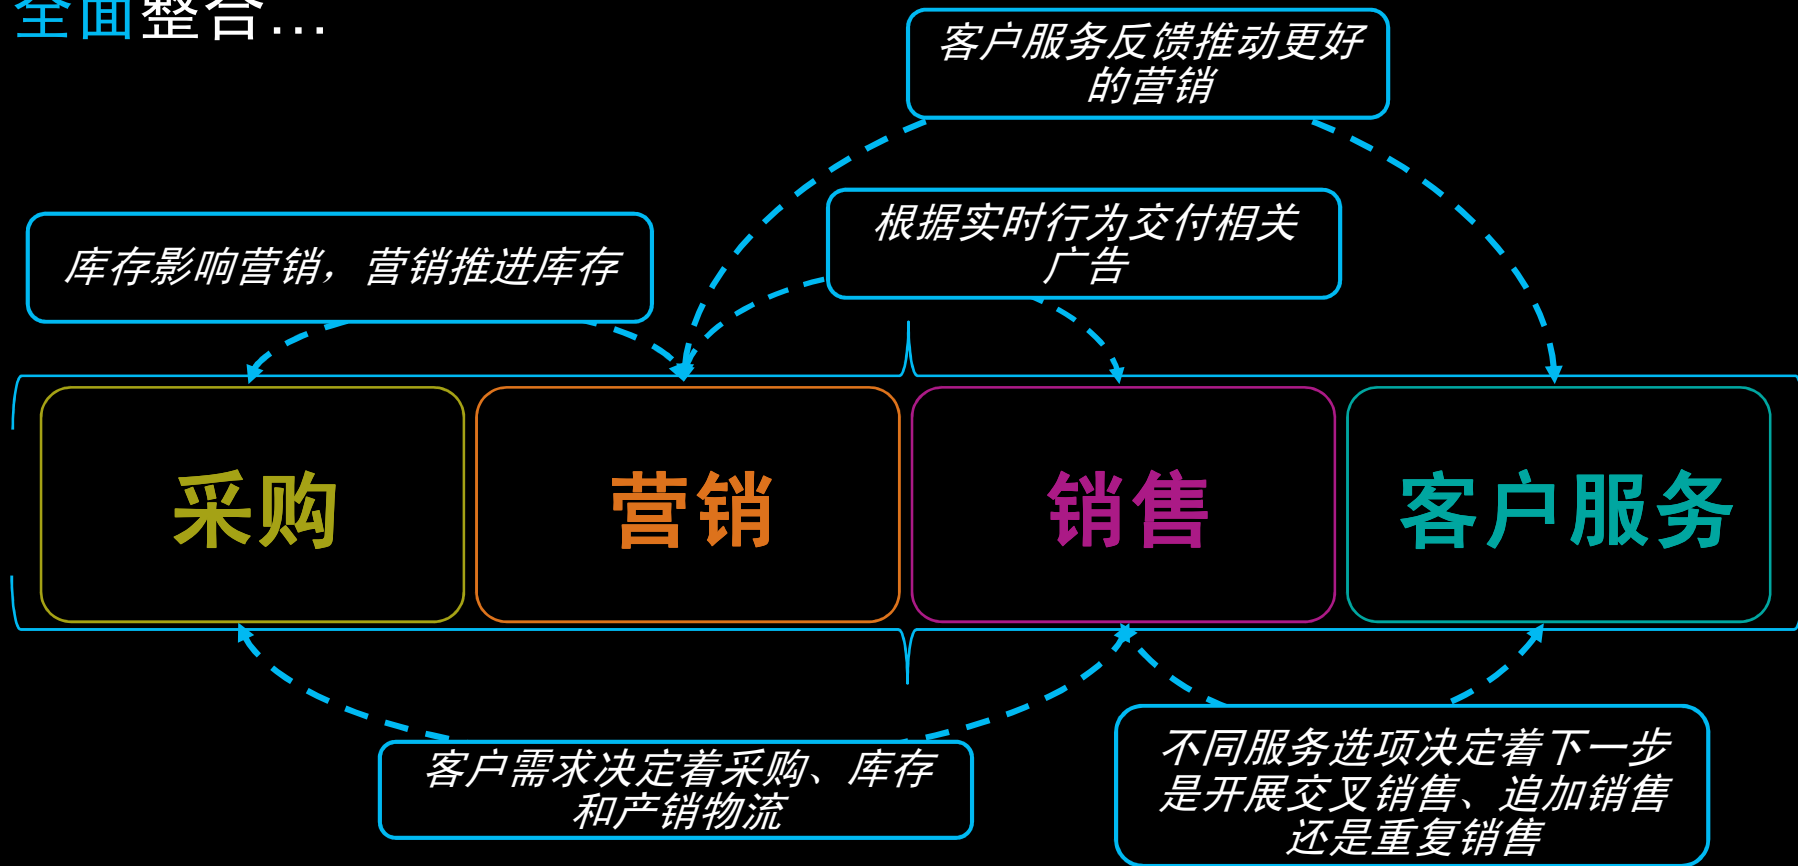 全面整合...
客户服务反馈推动更好
的营销
根据实时行为交付相关
广告
库存影响营销，营销推进库存
采购
营销
销售
客户服务
客户需求决定着采购、库存
和产销物流
不同服务选项决定着下一步
是开展交叉销售、追加销售
还是重复销售